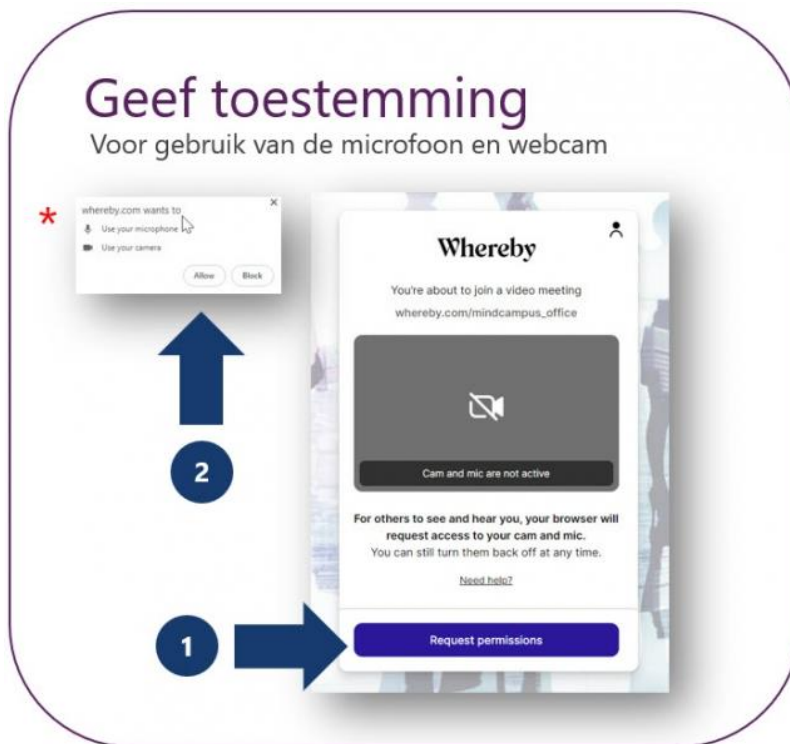 Geef toestemming
Voor gebruik van de microfoon en webcam
*
whereby.com wants to
Use your microphone
Use your camera
Allow
Block
2
Whereby
You're about to join a video meeting
whereby.com/mindcampus_office
Cam and mic are not active
For others to see and hear you, your browser will
request access to your cam and mic.
You can still turn them back off at any time.
Need help?
1
Request permissions